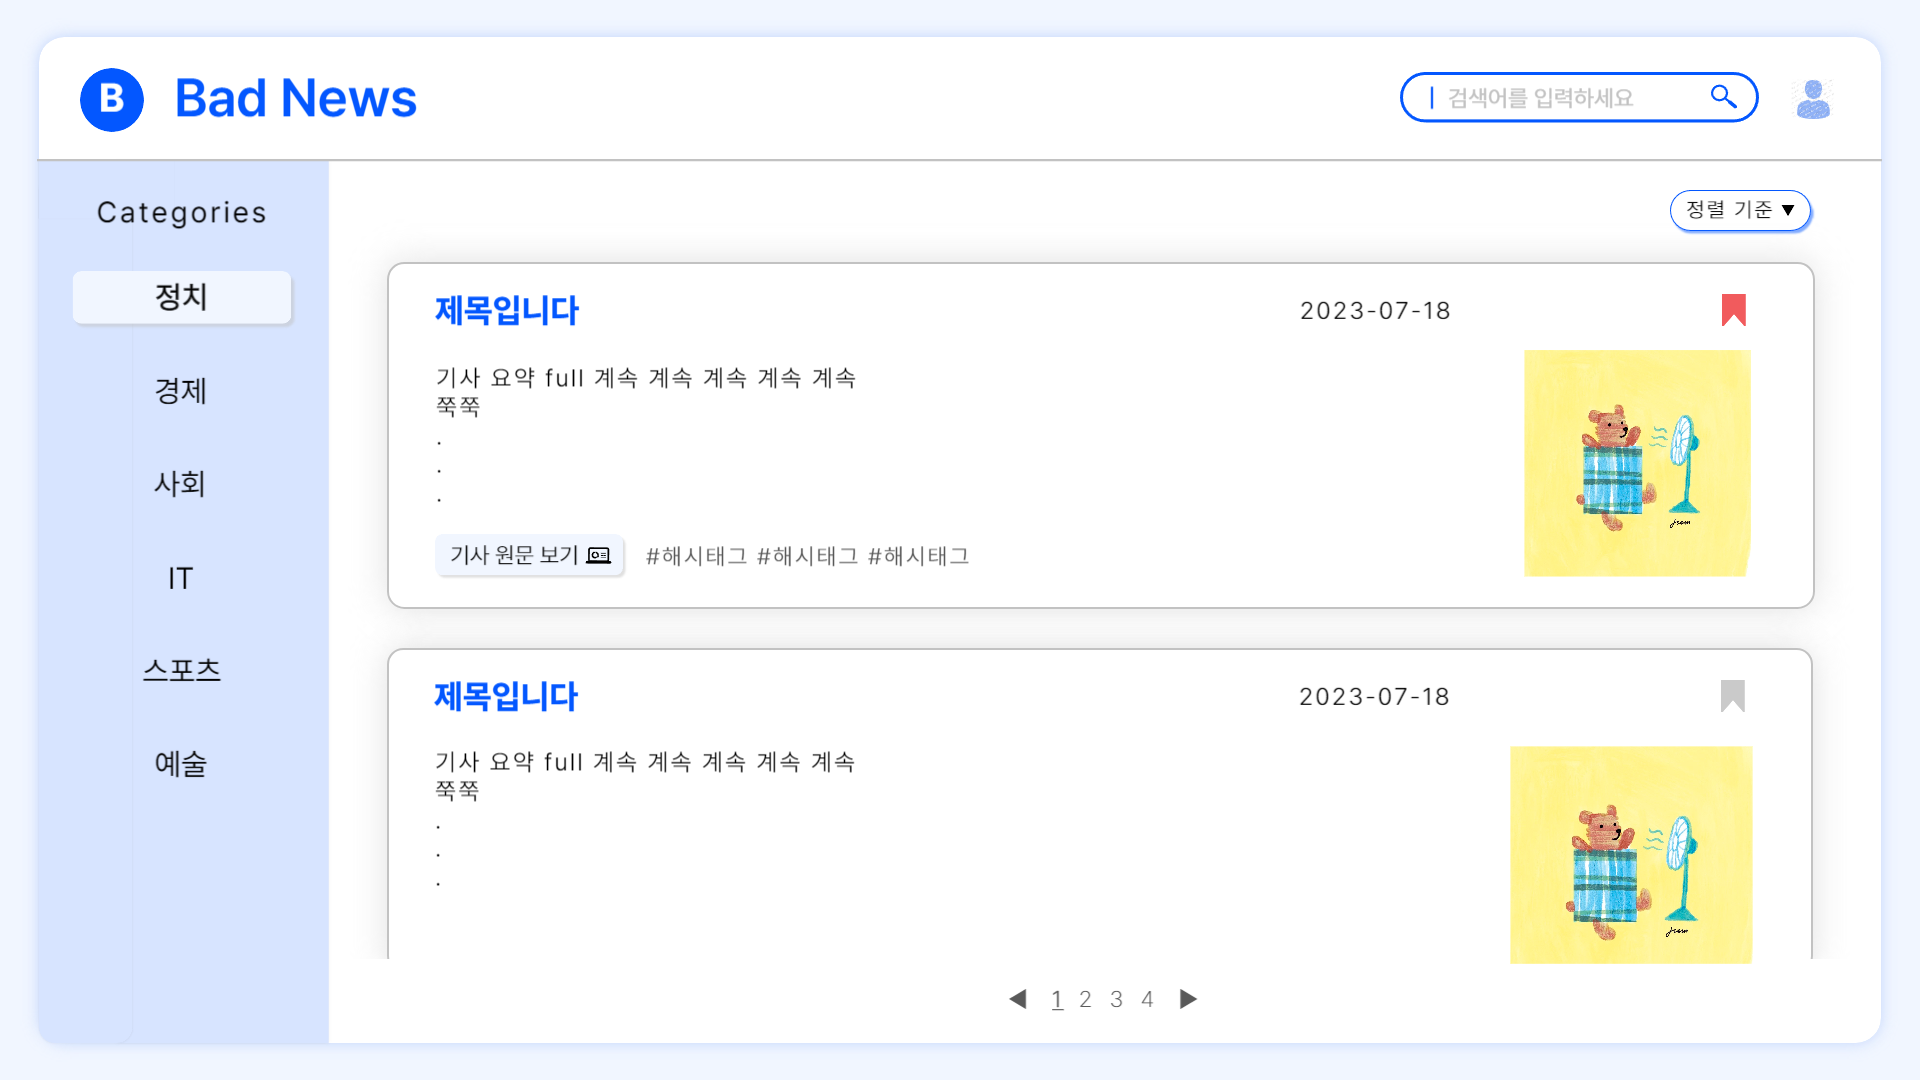 B Bad News
검색어를 입력하세요
Categories
정치
경제
사회
IT
스포츠
예술
정렬 기준 ▼
제목입니다
2023-07-18
기사 요약 full 계속 계속 계속 계속 계속
쭉쭉
.
.
.
기사 원문 보기
#해시태그 #해시태그 #해시태그
제목입니다
2023-07-18
기사 요약 full 계속 계속 계속 계속 계속
쭉쭉
.
.
.
◀ 1 2 3 4 ▶